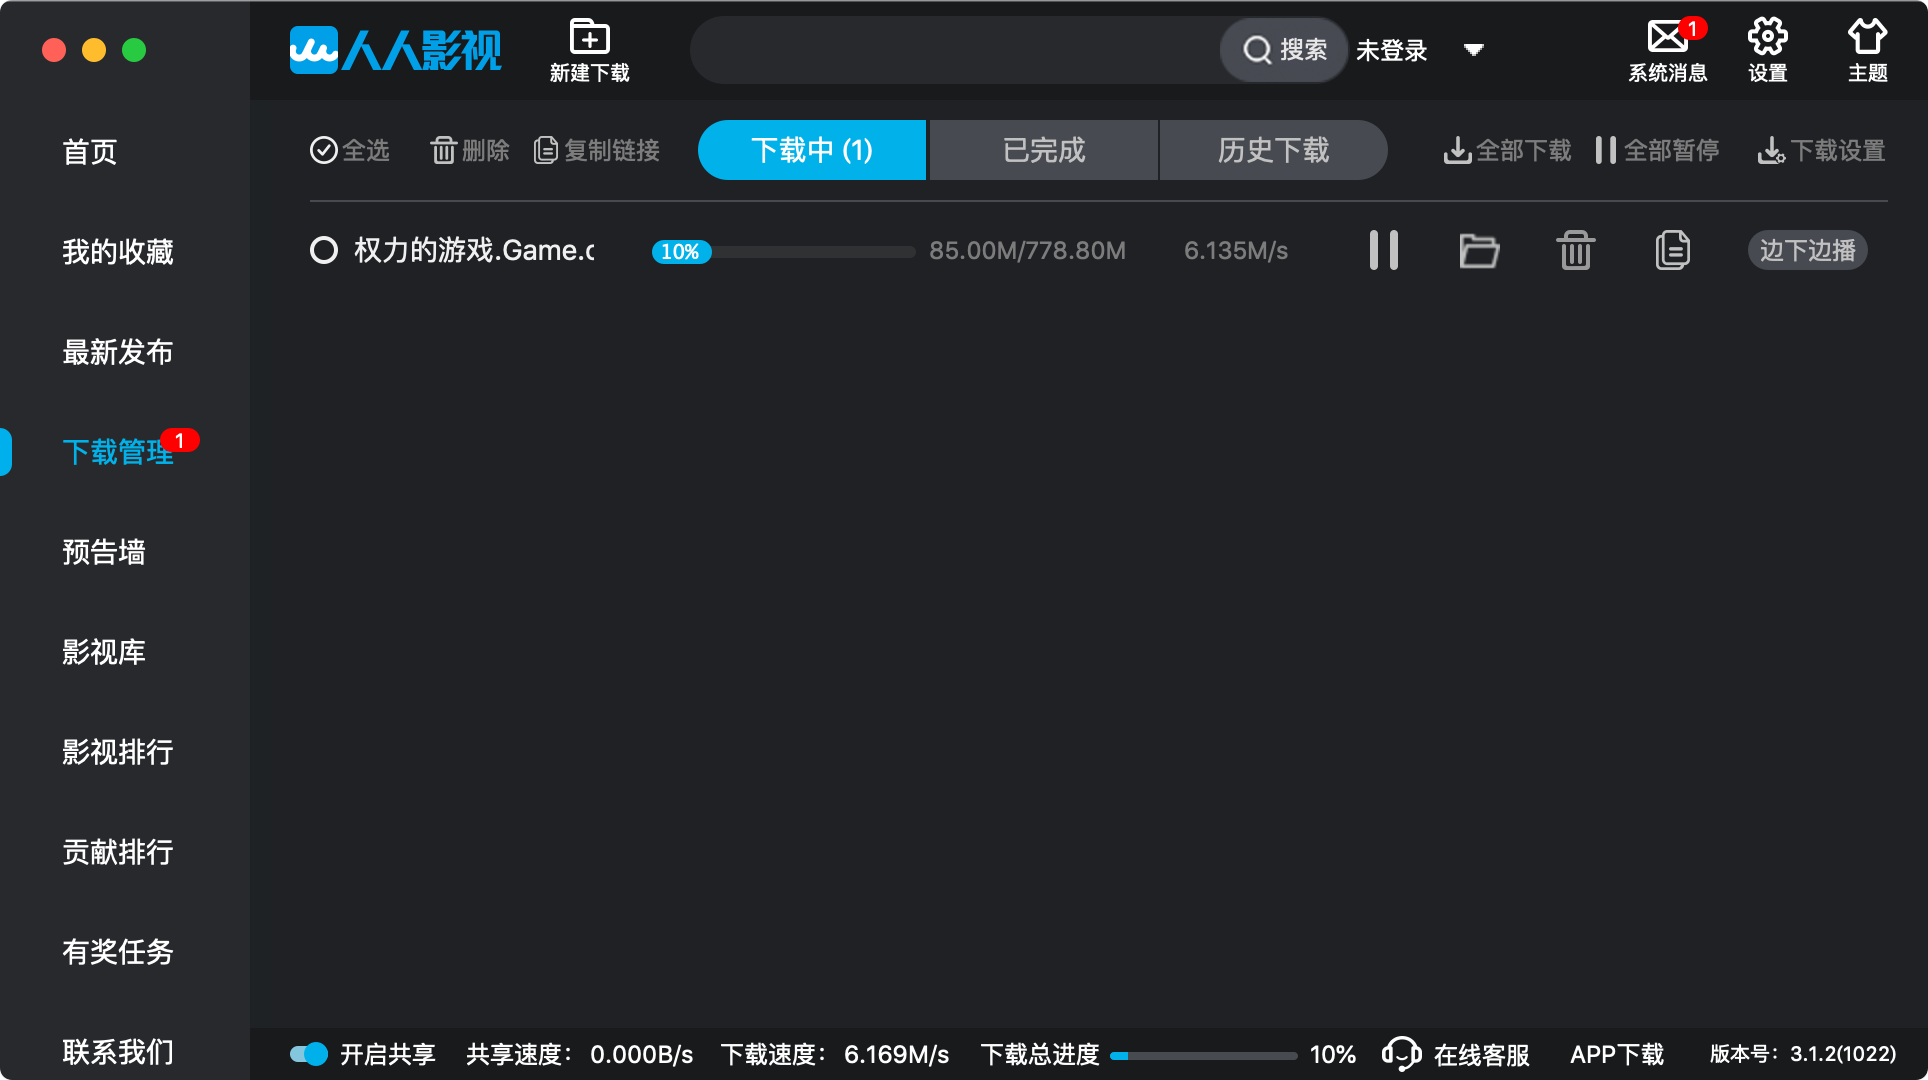 人人影视
新建下载
搜索
未登录
1
系统消息
设置
主题
首页
我的收藏
最新发布
下载管理
1
预告墙
影视库
影视排行
贡献排行
有奖任务
联系我们
全选
删除
复制链接
下载中 (1)
已完成
历史下载
全部下载
全部暂停
下载设置
权力的游戏.Game.
10%
85.00M/778.80M
6.135M/s
边下边播
开启共享
共享速度： 0.000B/s
下载速度： 6.169M/s
下载总进度
10%
在线客服
APP下载
版本号：3.1.2(1022)